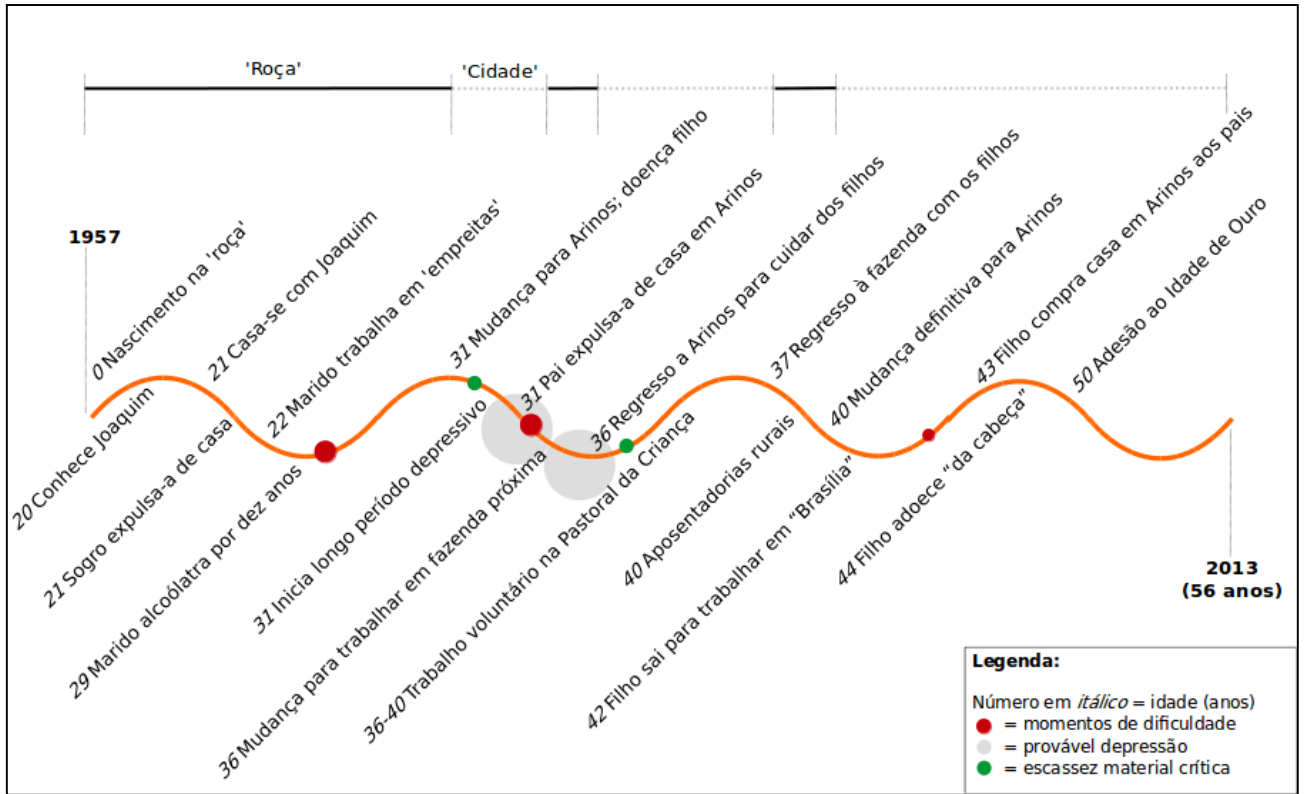 'Roça'
'Cidade'
1957
0 Nascimento na 'roça'
20 Conhece Joaquim
21 Casa-se com Joaquim
21 Sogro expulsa-a de casa
22 Marido trabalha em 'empreitas'
29 Marido alcoólatra por dez anos
31 Mudança para Arinos; doença filho
31 Inicia longo período depressivo
31 Pai expulsa-a de casa em Arinos
36 Mudança para trabalhar em fazenda próxima
36 Regresso a Arinos para cuidar dos filhos
36-40 Trabalho voluntário na Pastoral da Criança
37 Regresso à fazenda com os filhos
40 Aposentadorias rurais
40 Mudança definitiva para Arinos
42 Filho sai para trabalhar em “Brasília”
43 Filho compra casa em Arinos aos pais
44 Filho adoece “da cabeça”
50 Adesão ao Idade de Ouro
2013
(56 anos)
Legenda:
Número em itálico = idade (anos)
= momentos de dificuldade
= provável depressão
= escassez material crítica